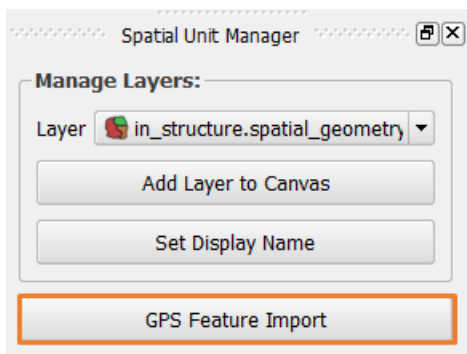 Spatial Unit Manager
Manage Layers:
Layer in_structure.spatial_geometry
Add Layer to Canvas
Set Display Name
GPS Feature Import